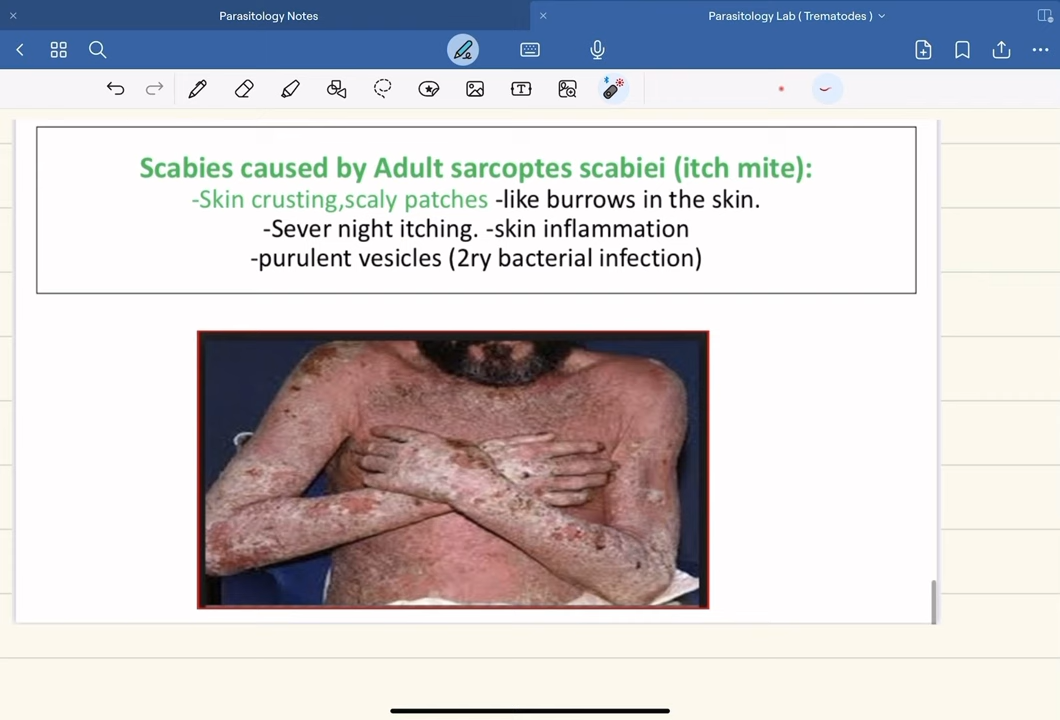 Parasitology Notes
Parasitology Lab ( Trematodes )
Scabies caused by Adult sarcoptes scabiei (itch mite):
-Skin crusting,scaly patches -like burrows in the skin.
-Sever night itching. -skin inflammation
-purulent vesicles (2ry bacterial infection)